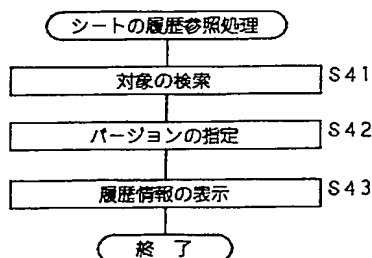 シートの履歴参照処理
対象の検索 S41
バージョンの指定 S42
履歴情報の表示 S43
終 了